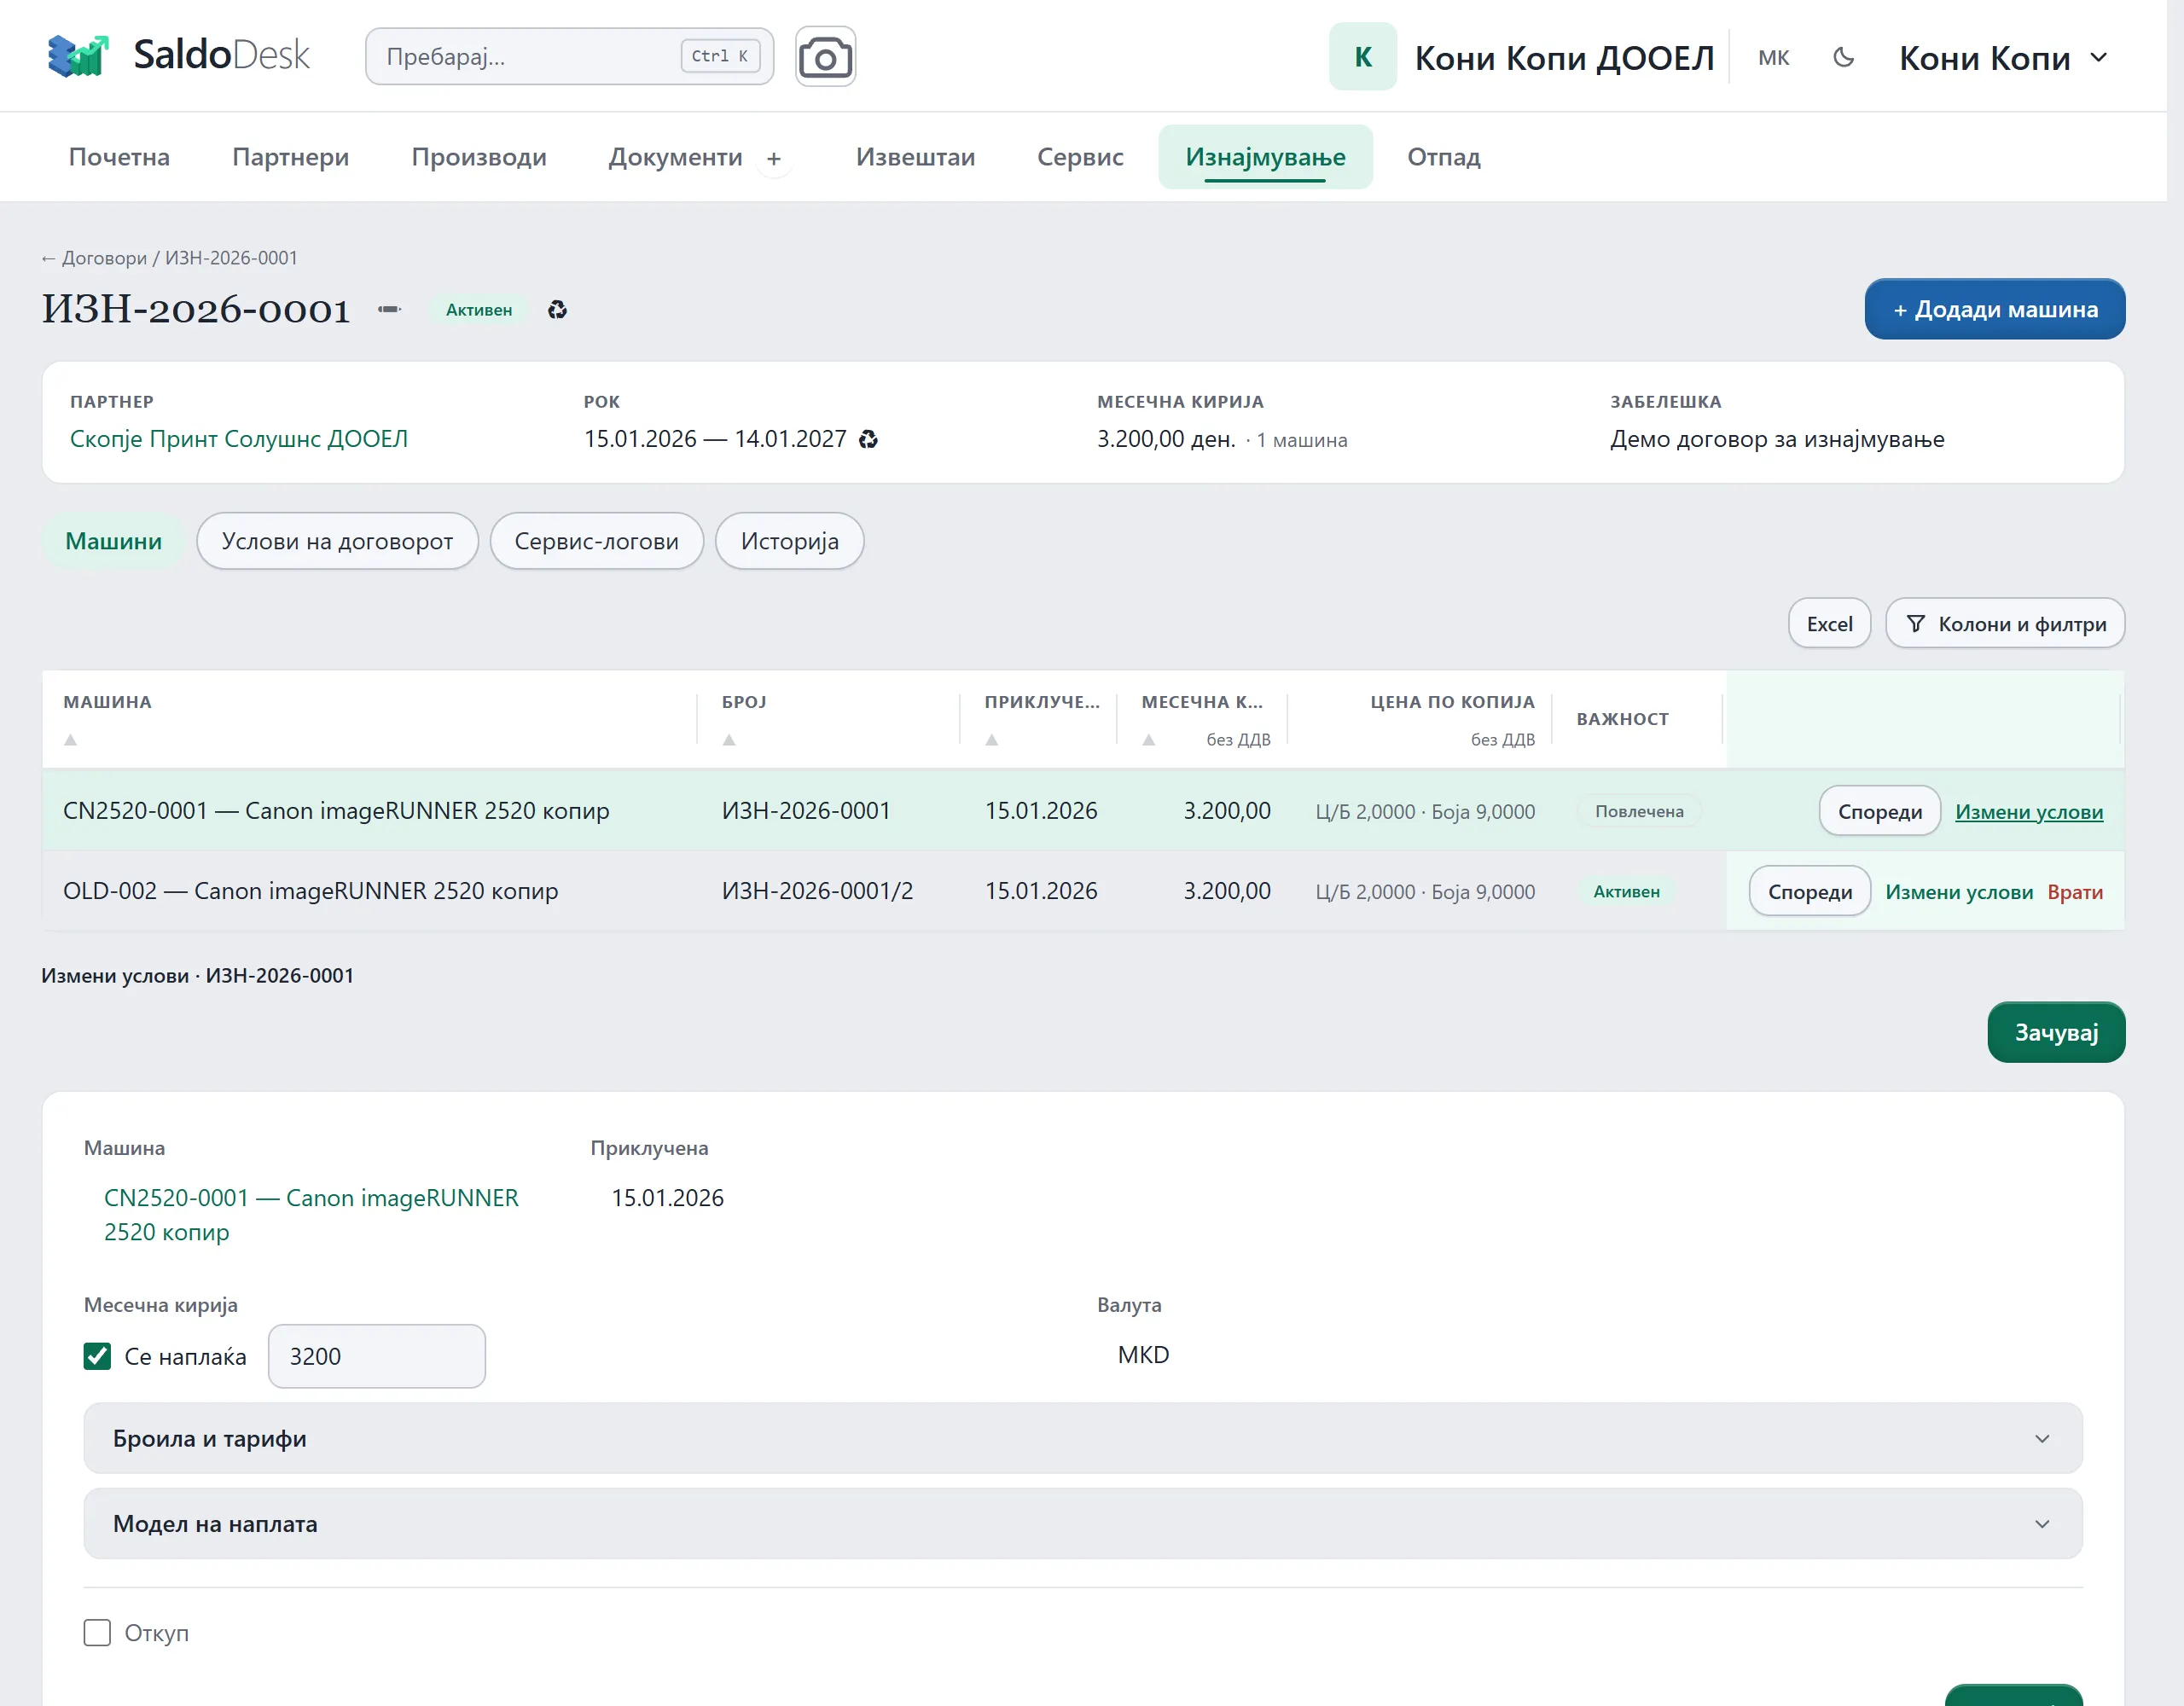 SaldoDesk
Пребарај... Ctrl K
К Кони Копи ДООЕЛ МК Кони Копи
Почетна Партнери Производи Документи + Извештаи Сервис Изнајмување Отпад
← Договори / ИЗН-2026-0001
ИЗН-2026-0001 Активен
+ Додади машина
ПАРТНЕР РОК МЕСЕЧНА КИРИЈА ЗАБЕЛЕШКА
Скопје Принт Солушнс ДООЕЛ 15.01.2026 — 14.01.2027 3.200,00 ден. · 1 машина Демо договор за изнајмување
Машини Услови на договорот Сервис-логови Историја
Excel Колони и филтри
МАШИНА БРОЈ ПРИКЛУЧЕ... МЕСЕЧНА К... ЦЕНА ПО КОПИЈА ВАЖНОСТ
без ДДВ без ДДВ
CN2520-0001 — Canon imageRUNNER 2520 копир ИЗН-2026-0001 15.01.2026 3.200,00 Ц/Б 2,0000 · Боја 9,0000 Повлечена Спореди Измени услови
OLD-002 — Canon imageRUNNER 2520 копир ИЗН-2026-0001/2 15.01.2026 3.200,00 Ц/Б 2,0000 · Боја 9,0000 Активен Спореди Измени услови Врати
Измени услови · ИЗН-2026-0001
Зачувај
Машина Приклучена
CN2520-0001 — Canon imageRUNNER 15.01.2026
2520 копир
Месечна кирија Валута
Се наплаќа 3200 MKD
Броила и тарифи
Модел на наплата
Откуп